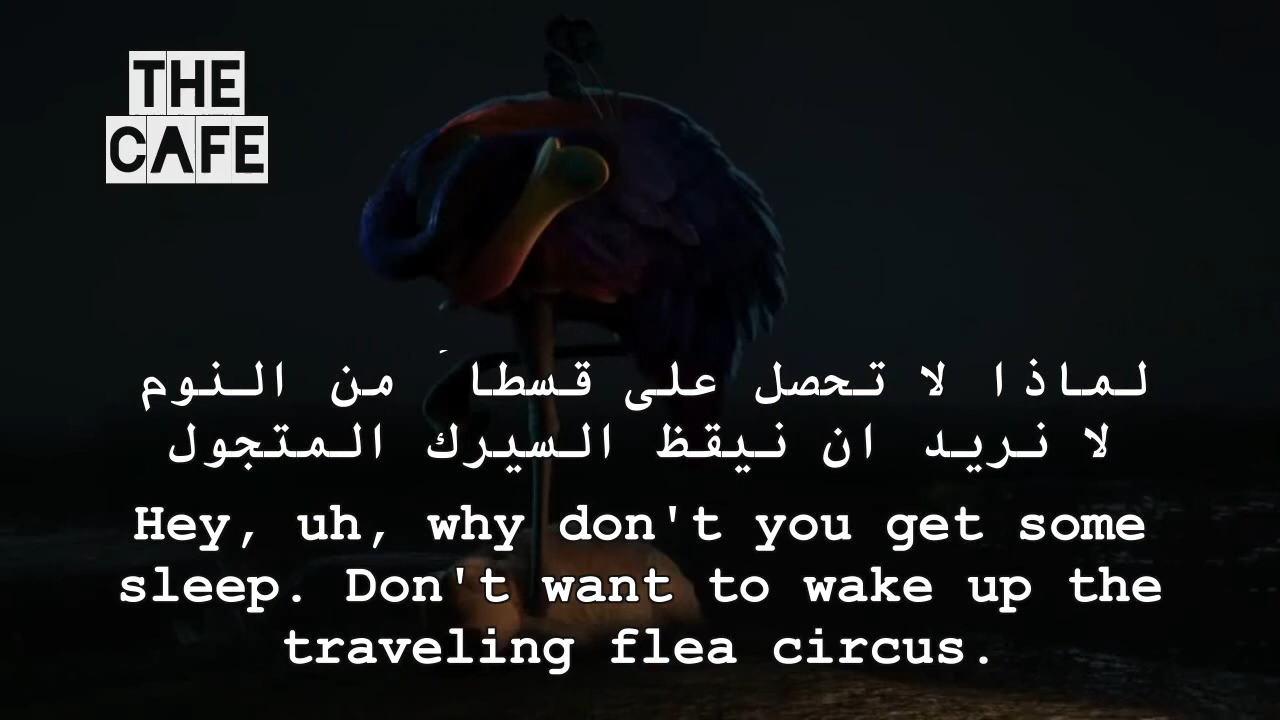 THE
CAFE
لماذا لا تحصل على قسطاً من النوم
لا نريد ان نيقظ السيرك المتجول
Hey, uh, why don't you get some
sleep. Don't want to wake up the
traveling flea circus.